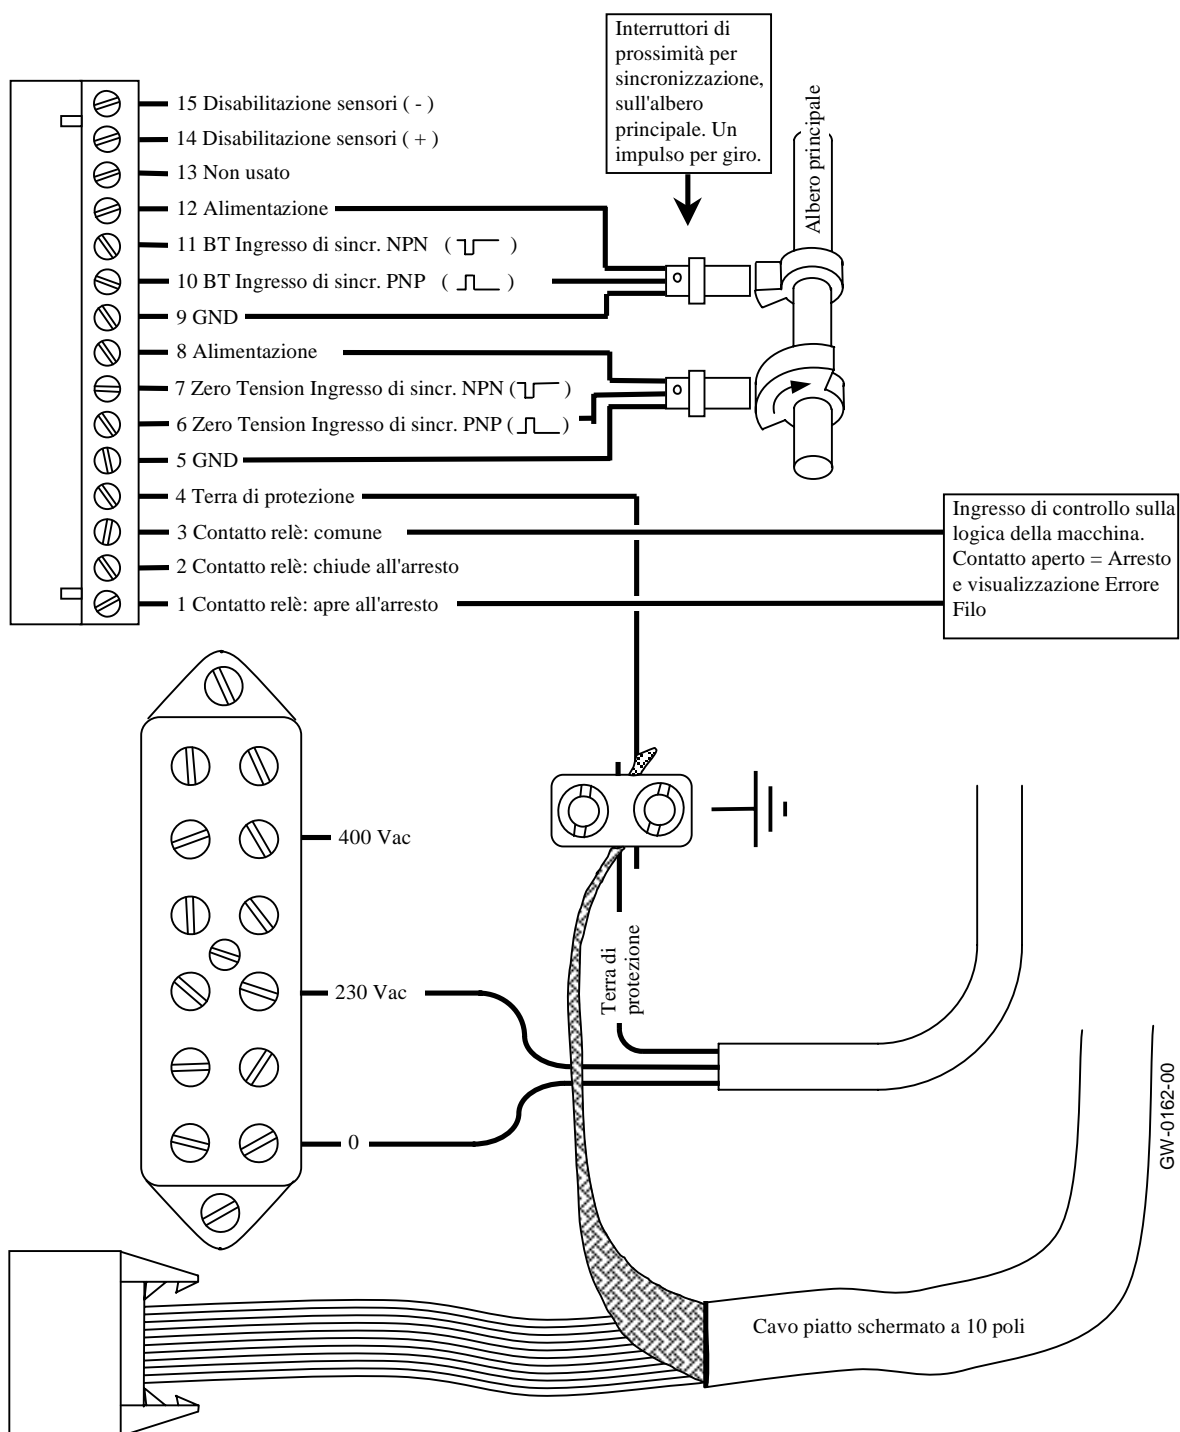 Interruttori di
prossimità per
sincronizzazione,
sull'albero
principale. Un
impulso per giro.
Albero principale
15 Disabilitazione sensori ( - )
14 Disabilitazione sensori ( + )
13 Non usato
12 Alimentazione
11 BT Ingresso di sincr. NPN ( )
10 BT Ingresso di sincr. PNP ( )
9 GND
8 Alimentazione
7 Zero Tension Ingresso di sincr. NPN ( )
6 Zero Tension Ingresso di sincr. PNP ( )
5 GND
4 Terra di protezione
3 Contatto relè: comune
2 Contatto relè: chiude all'arresto
1 Contatto relè: apre all'arresto
Ingresso di controllo sulla
logica della macchina.
Contatto aperto = Arresto
e visualizzazione Errore
Filo
400 Vac
230 Vac
0
Terra di
protezione
GW-0162-00
Cavo piatto schermato a 10 poli